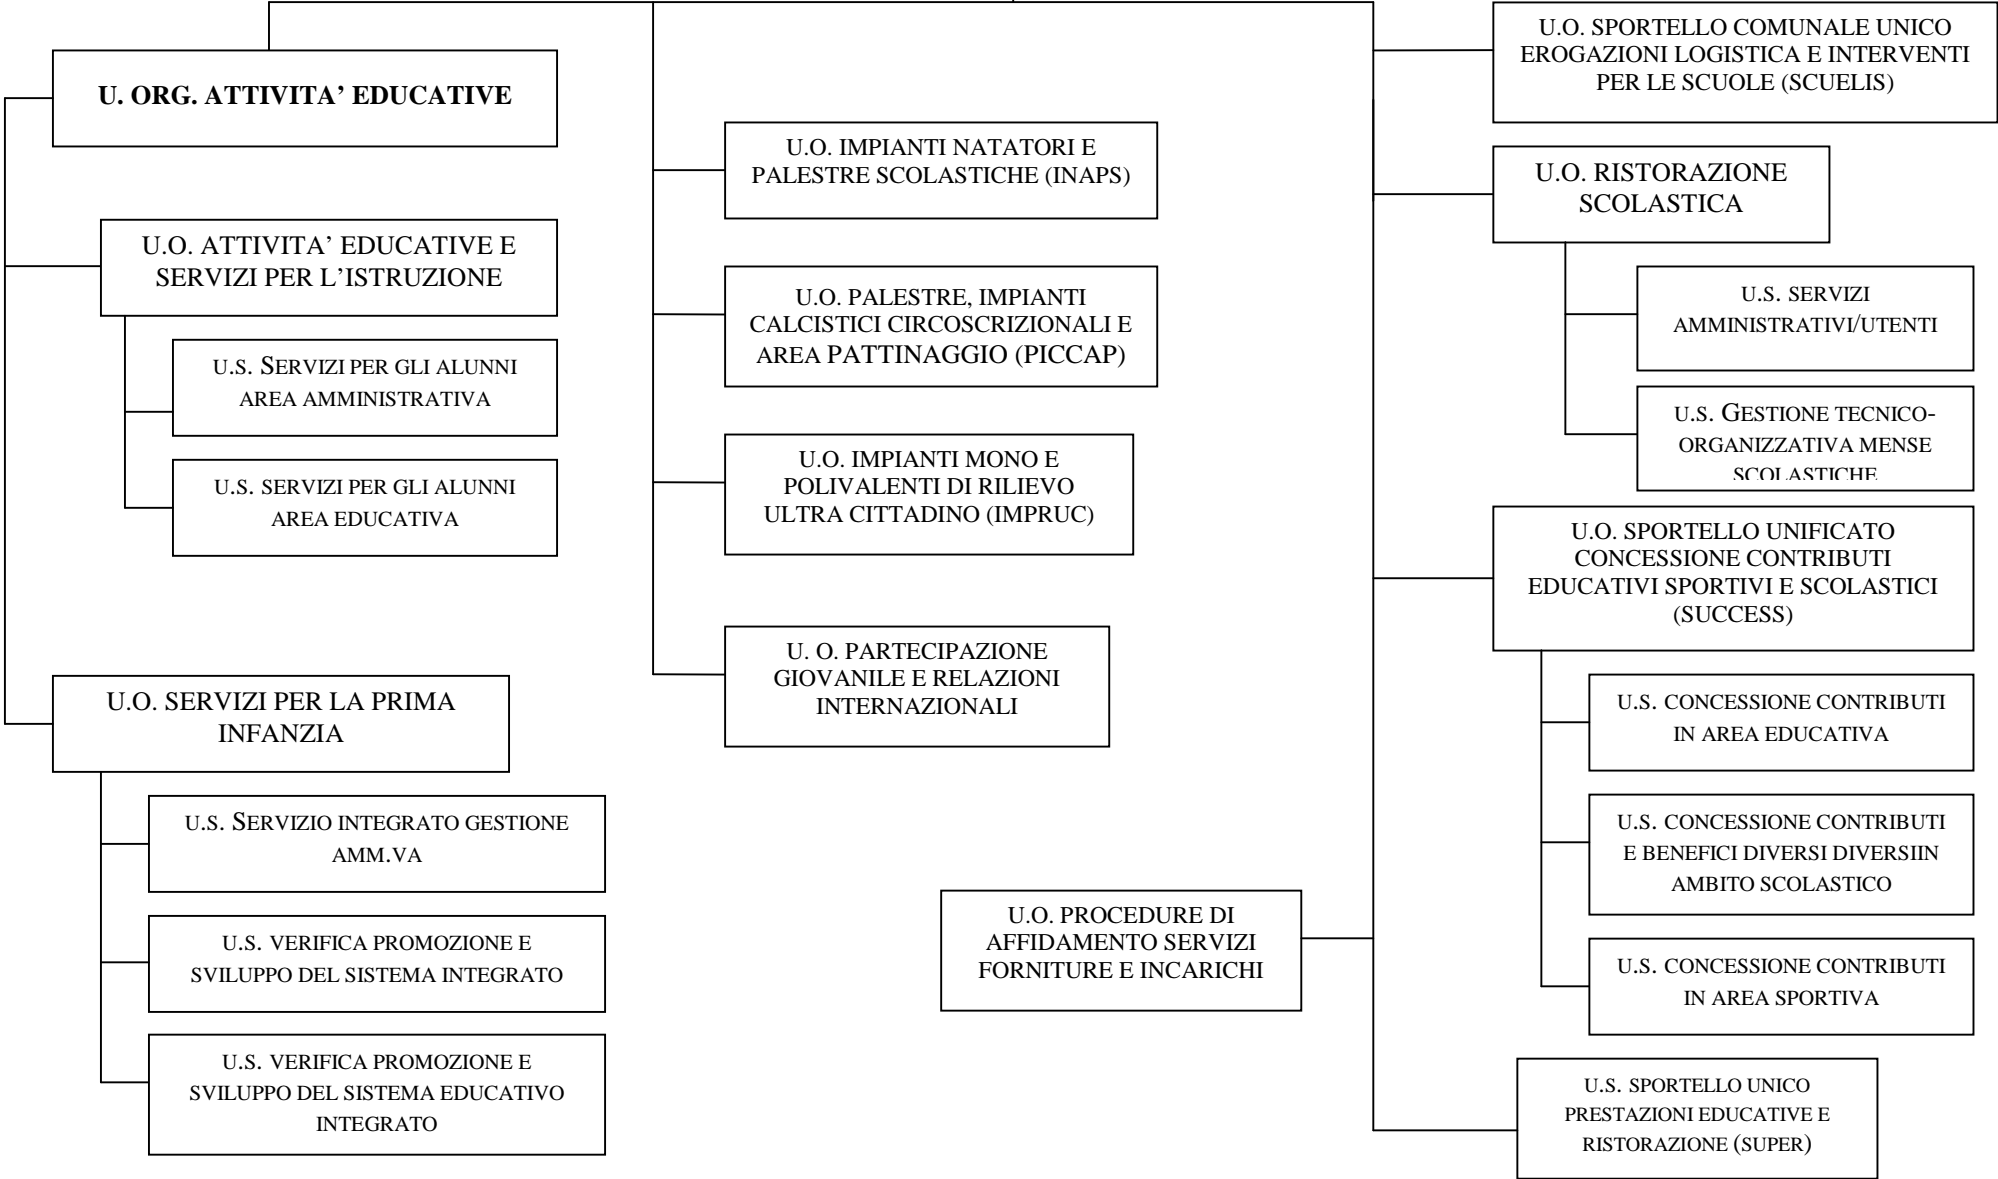 U. ORG. ATTIVITA’ EDUCATIVE
U.O. ATTIVITA’ EDUCATIVE E
SERVIZI PER L’ISTRUZIONE
U.S. SERVIZI PER GLI ALUNNI
AREA AMMINISTRATIVA
U.S. SERVIZI PER GLI ALUNNI
AREA EDUCATIVA
U.O. SERVIZI PER LA PRIMA
INFANZIA
U.S. SERVIZIO INTEGRATO GESTIONE
AMM.VA
U.S. VERIFICA PROMOZIONE E
SVILUPPO DEL SISTEMA INTEGRATO
U.S. VERIFICA PROMOZIONE E
SVILUPPO DEL SISTEMA EDUCATIVO
INTEGRATO
U.O. IMPIANTI NATATORI E
PALESTRE SCOLASTICHE (INAPS)
U.O. PALESTRE, IMPIANTI
CALCISTICI CIRCOSCRIZIONALI E
AREA PATTINAGGIO (PICCAP)
U.O. IMPIANTI MONO E
POLIVALENTI DI RILIEVO
ULTRA CITTADINO (IMPRUC)
U. O. PARTECIPAZIONE
GIOVANILE E RELAZIONI
INTERNAZIONALI
U.O. PROCEDURE DI
AFFIDAMENTO SERVIZI
FORNITURE E INCARICHI
U.O. SPORTELLO COMUNALE UNICO
EROGAZIONI LOGISTICA E INTERVENTI
PER LE SCUOLE (SCUELIS)
U.O. RISTORAZIONE
SCOLASTICA
U.S. SERVIZI
AMMINISTRATIVI/UTENTI
U.S. GESTIONE TECNICO-
ORGANIZZATIVA MENSE
SCOLASTICHE
U.O. SPORTELLO UNIFICATO
CONCESSIONE CONTRIBUTI
EDUCATIVI SPORTIVI E SCOLASTICI
(SUCCESS)
U.S. CONCESSIONE CONTRIBUTI
IN AREA EDUCATIVA
U.S. CONCESSIONE CONTRIBUTI
E BENEFICI DIVERSI DIVERSIIN
AMBITO SCOLASTICO
U.S. CONCESSIONE CONTRIBUTI
IN AREA SPORTIVA
U.S. SPORTELLO UNICO
PRESTAZIONI EDUCATIVE E
RISTORAZIONE (SUPER)